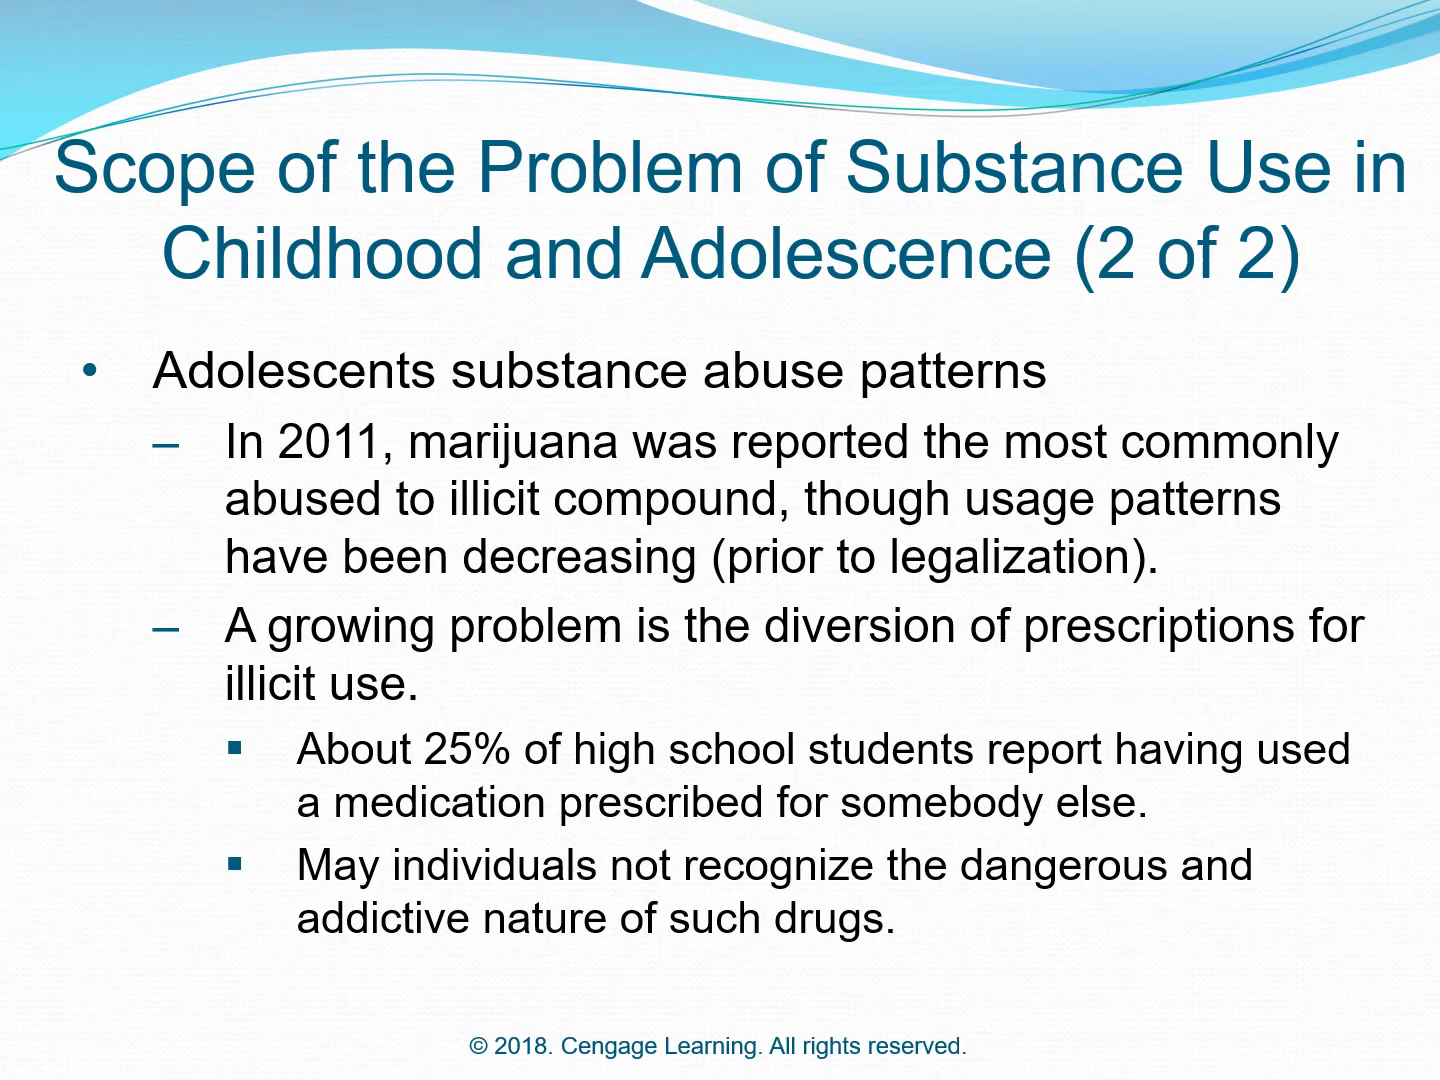 Scope of the Problem of Substance Use in
Childhood and Adolescence (2 of 2)
• Adolescents substance abuse patterns
– In 2011, marijuana was reported the most commonly
abused to illicit compound, though usage patterns
have been decreasing (prior to legalization).
– A growing problem is the diversion of prescriptions for
illicit use.
▪ About 25% of high school students report having used
a medication prescribed for somebody else.
▪ May individuals not recognize the dangerous and
addictive nature of such drugs.
© 2018. Cengage Learning. All rights reserved.